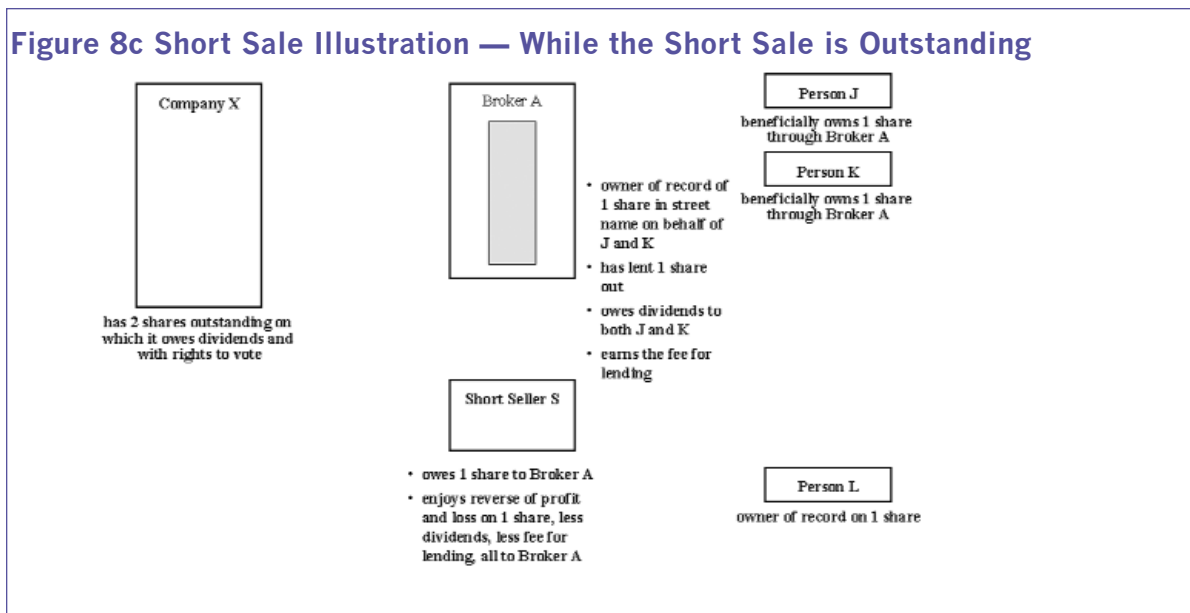 Figure 8c Short Sale Illustration — While the Short Sale is Outstanding
Company X
has 2 shares outstanding on
which it owes dividends and
with rights to vote
Broker A
• owner of record of
1 share in street
name on behalf of
J and K
• has lent 1 share
out
• owes dividends to
both J and K
• earns the fee for
lending
Person J
beneficially owns 1 share
through Broker A
Person K
beneficially owns 1 share
through Broker A
Short Seller S
• owes 1 share to Broker A
• enjoys reverse of profit
and loss on 1 share, less
dividends, less fee for
lending, all to Broker A
Person L
owner of record on 1 share